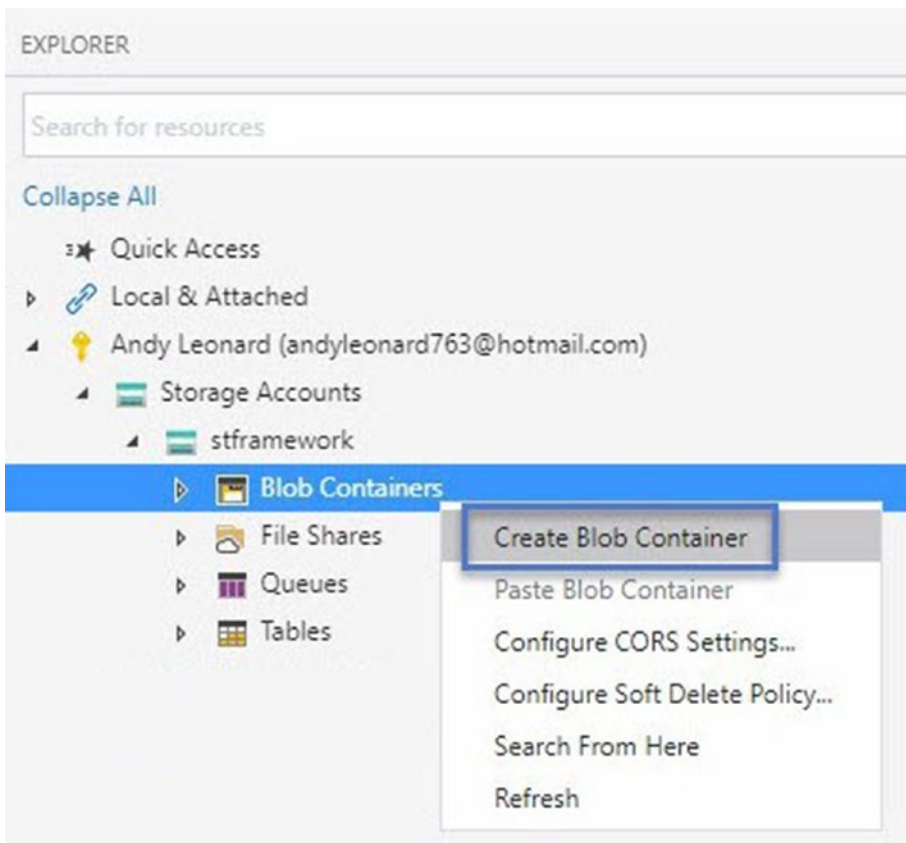 EXPLORER
Search for resources
Collapse All
Quick Access
Local & Attached
Andy Leonard (andyleonard763@hotmail.com)
Storage Accounts
stframework
Blob Containers
File Shares
Queues
Tables
Create Blob Container
Paste Blob Container
Configure CORS Settings...
Configure Soft Delete Policy...
Search From Here
Refresh